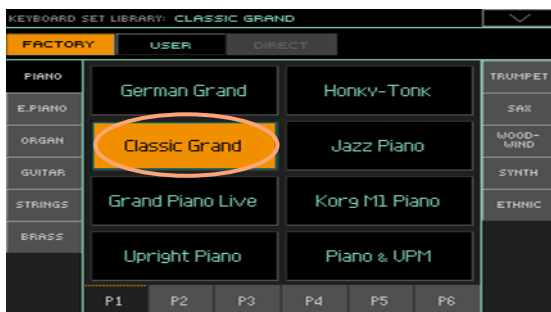 KEYBOARD SET LIBRARY: CLASSIC GRAND
FACTORY USER DIRECT
PIANO
E.PIANO
ORGAN
GUITAR
STRINGS
BRASS
German Grand
Honky-Tonk
Classic Grand
Jazz Piano
Grand Piano Live
Korg M1 Piano
Upright Piano
Piano & UPM
TRUMPET
SAX
WOOD-
WIND
SYNTH
ETHNIC
P1 P2 P3 P4 P5 P6